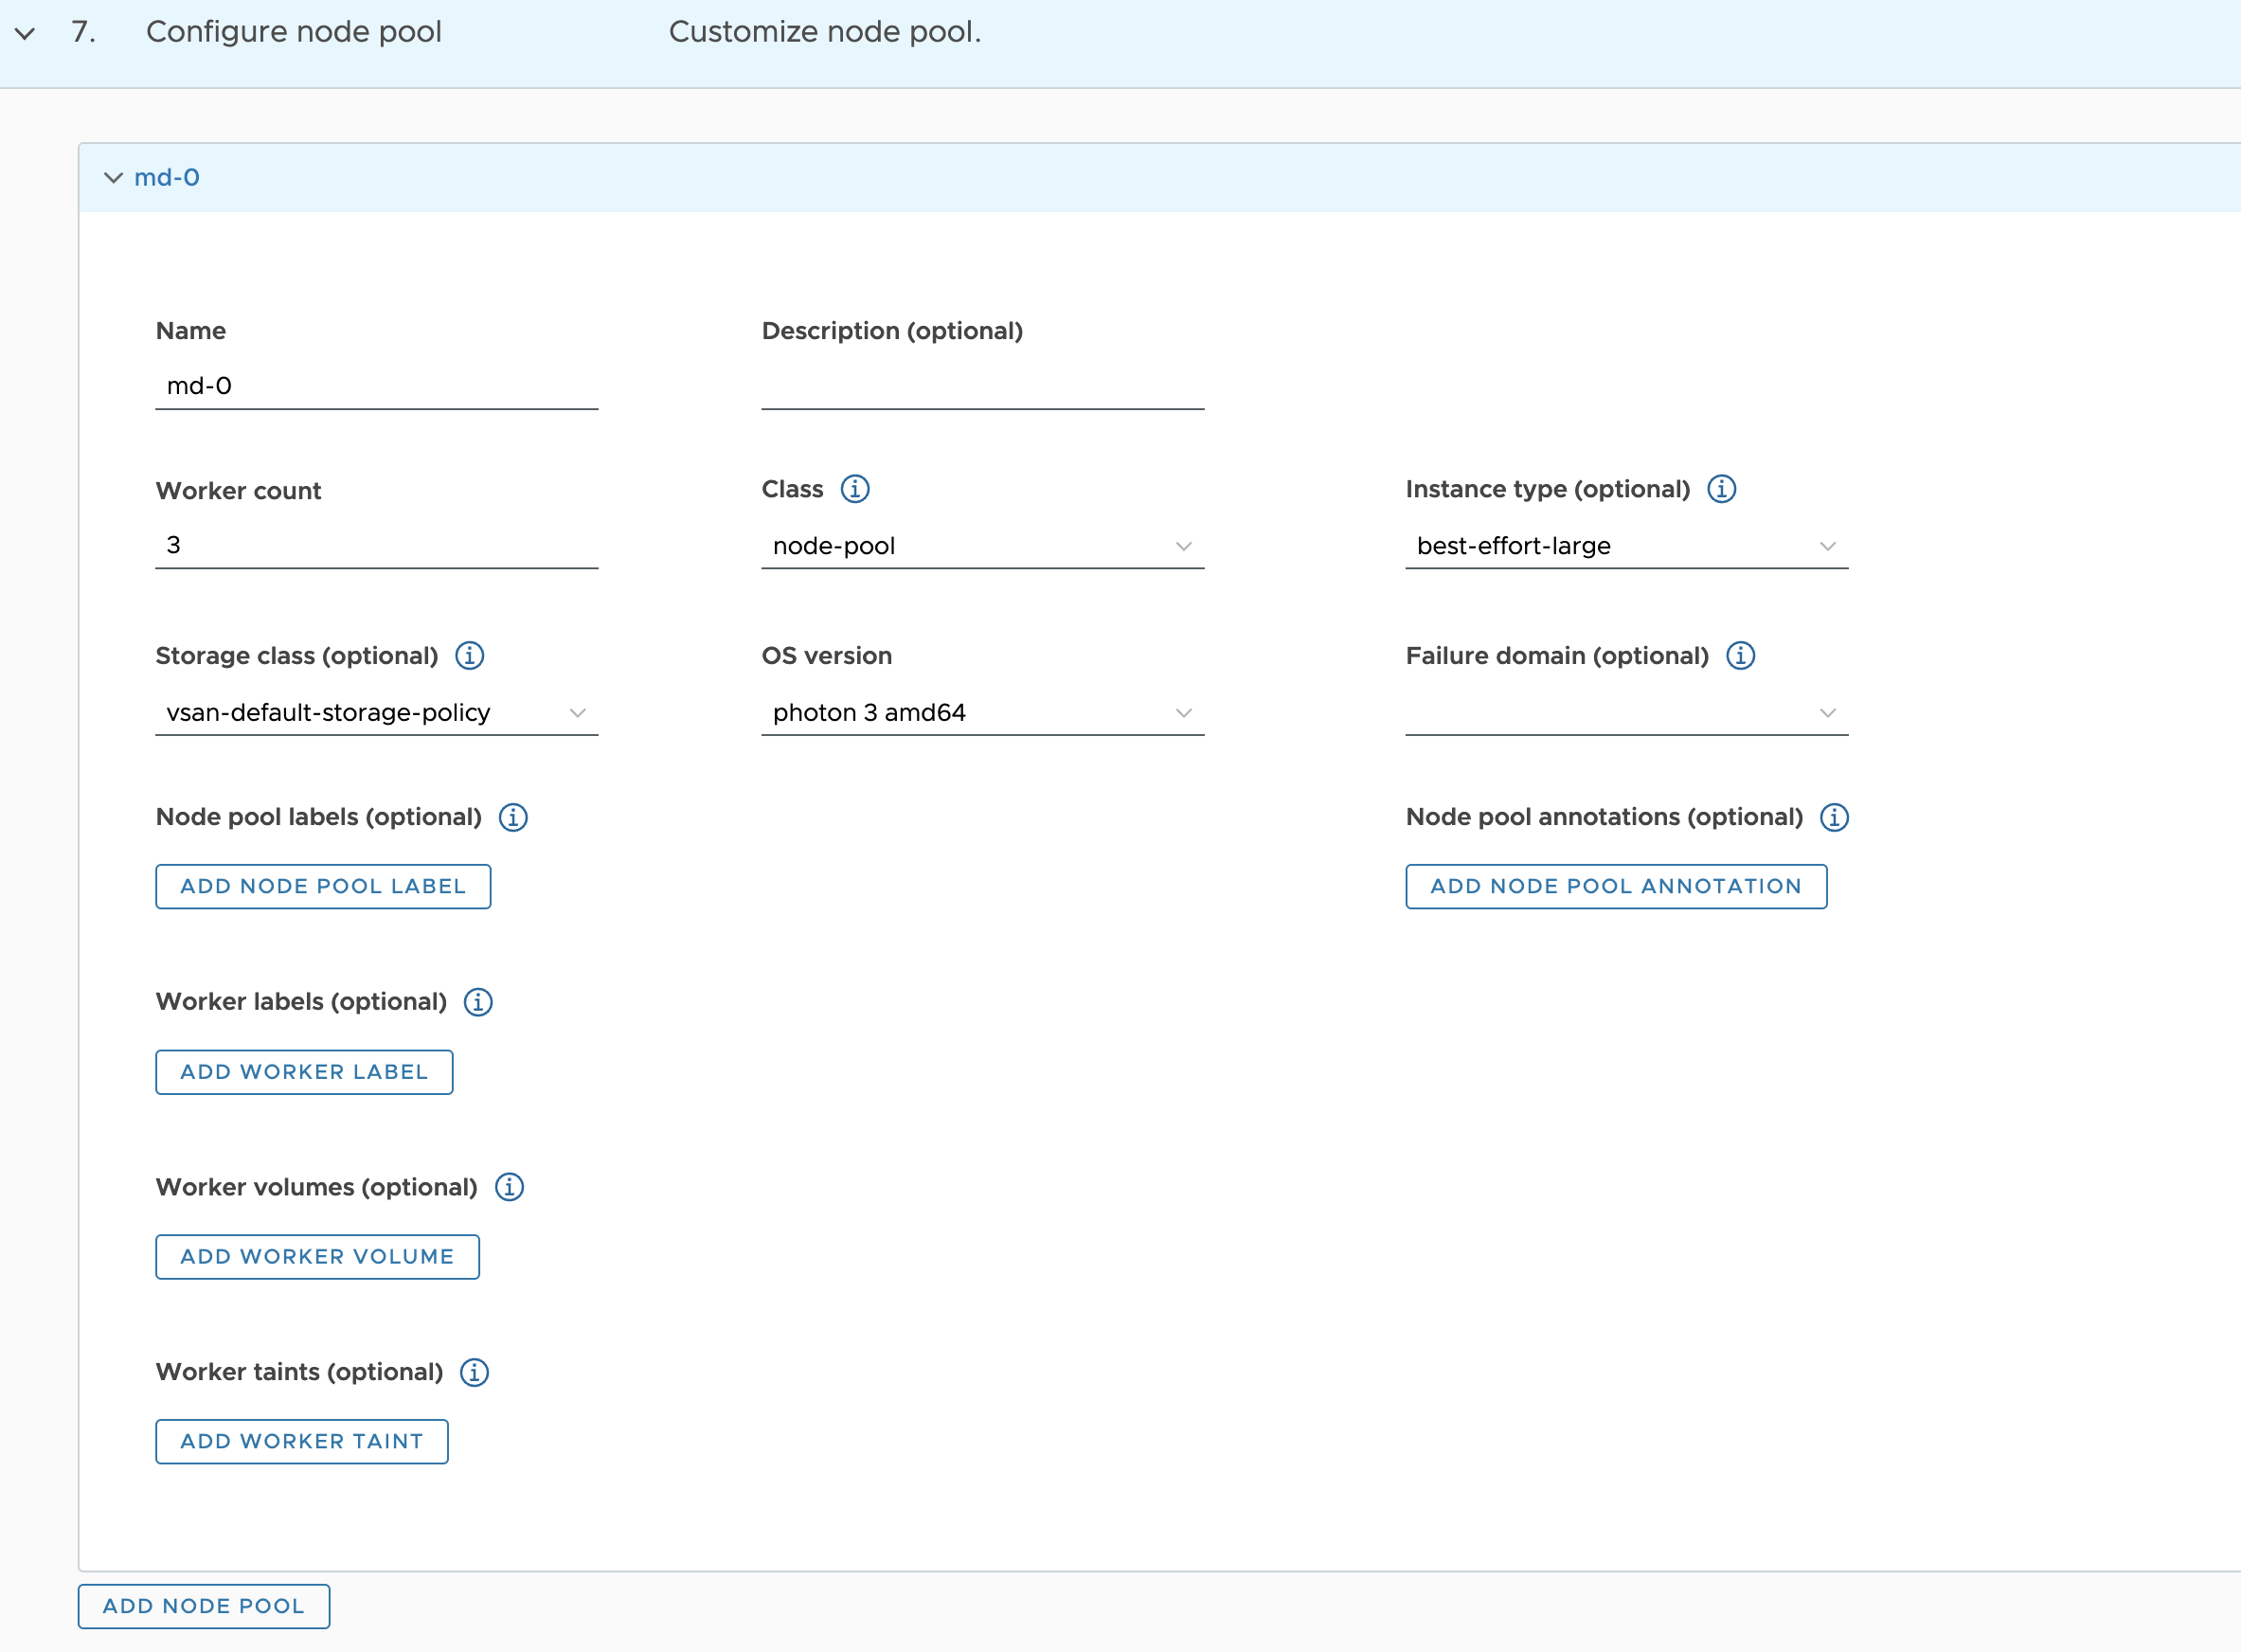 7. Configure node pool Customize node pool.
md-0
Name Description (optional)
md-0
Worker count Class Instance type (optional)
3 node-pool best-effort-large
Storage class (optional) OS version Failure domain (optional)
vsan-default-storage-policy photon 3 amd64
Node pool labels (optional) Node pool annotations (optional)
ADD NODE POOL LABEL ADD NODE POOL ANNOTATION
Worker labels (optional)
ADD WORKER LABEL
Worker volumes (optional)
ADD WORKER VOLUME
Worker taints (optional)
ADD WORKER TAINT
ADD NODE POOL